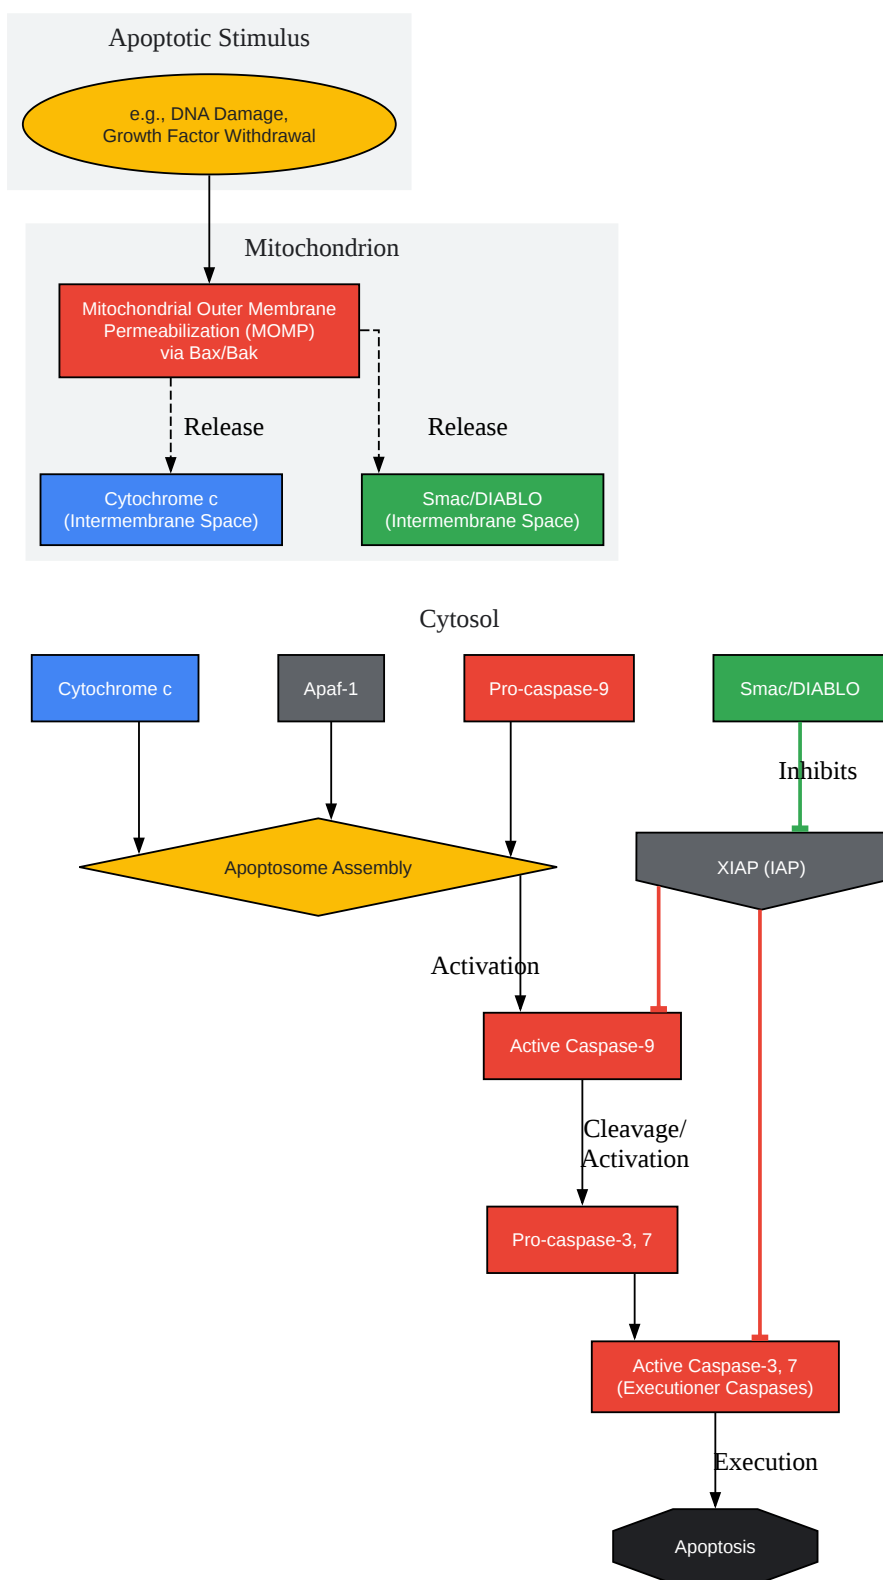 Apoptotic Stimulus
e.g., DNA Damage,
Growth Factor Withdrawal
Mitochondrion
Mitochondrial Outer Membrane
Permeabilization (MOMP)
via Bax/Bak
Release
Release
Cytochrome c
(Intermembrane Space)
Smac/DIABLO
(Intermembrane Space)
Cytosol
Cytochrome c
Apaf-1
Pro-caspase-9
Smac/DIABLO
Inhibits
Apoptosome Assembly
XIAP (IAP)
Activation
Active Caspase-9
Cleavage/
Activation
Pro-caspase-3, 7
Active Caspase-3, 7
(Executioner Caspases)
Execution
Apoptosis